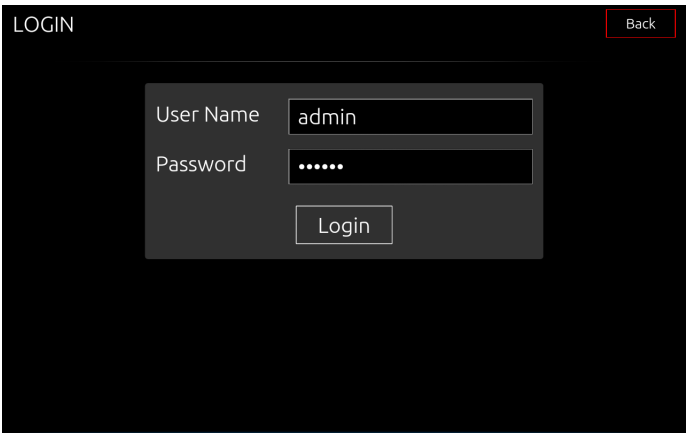 LOGIN
Back
User Name
admin
Password
••••••
Login